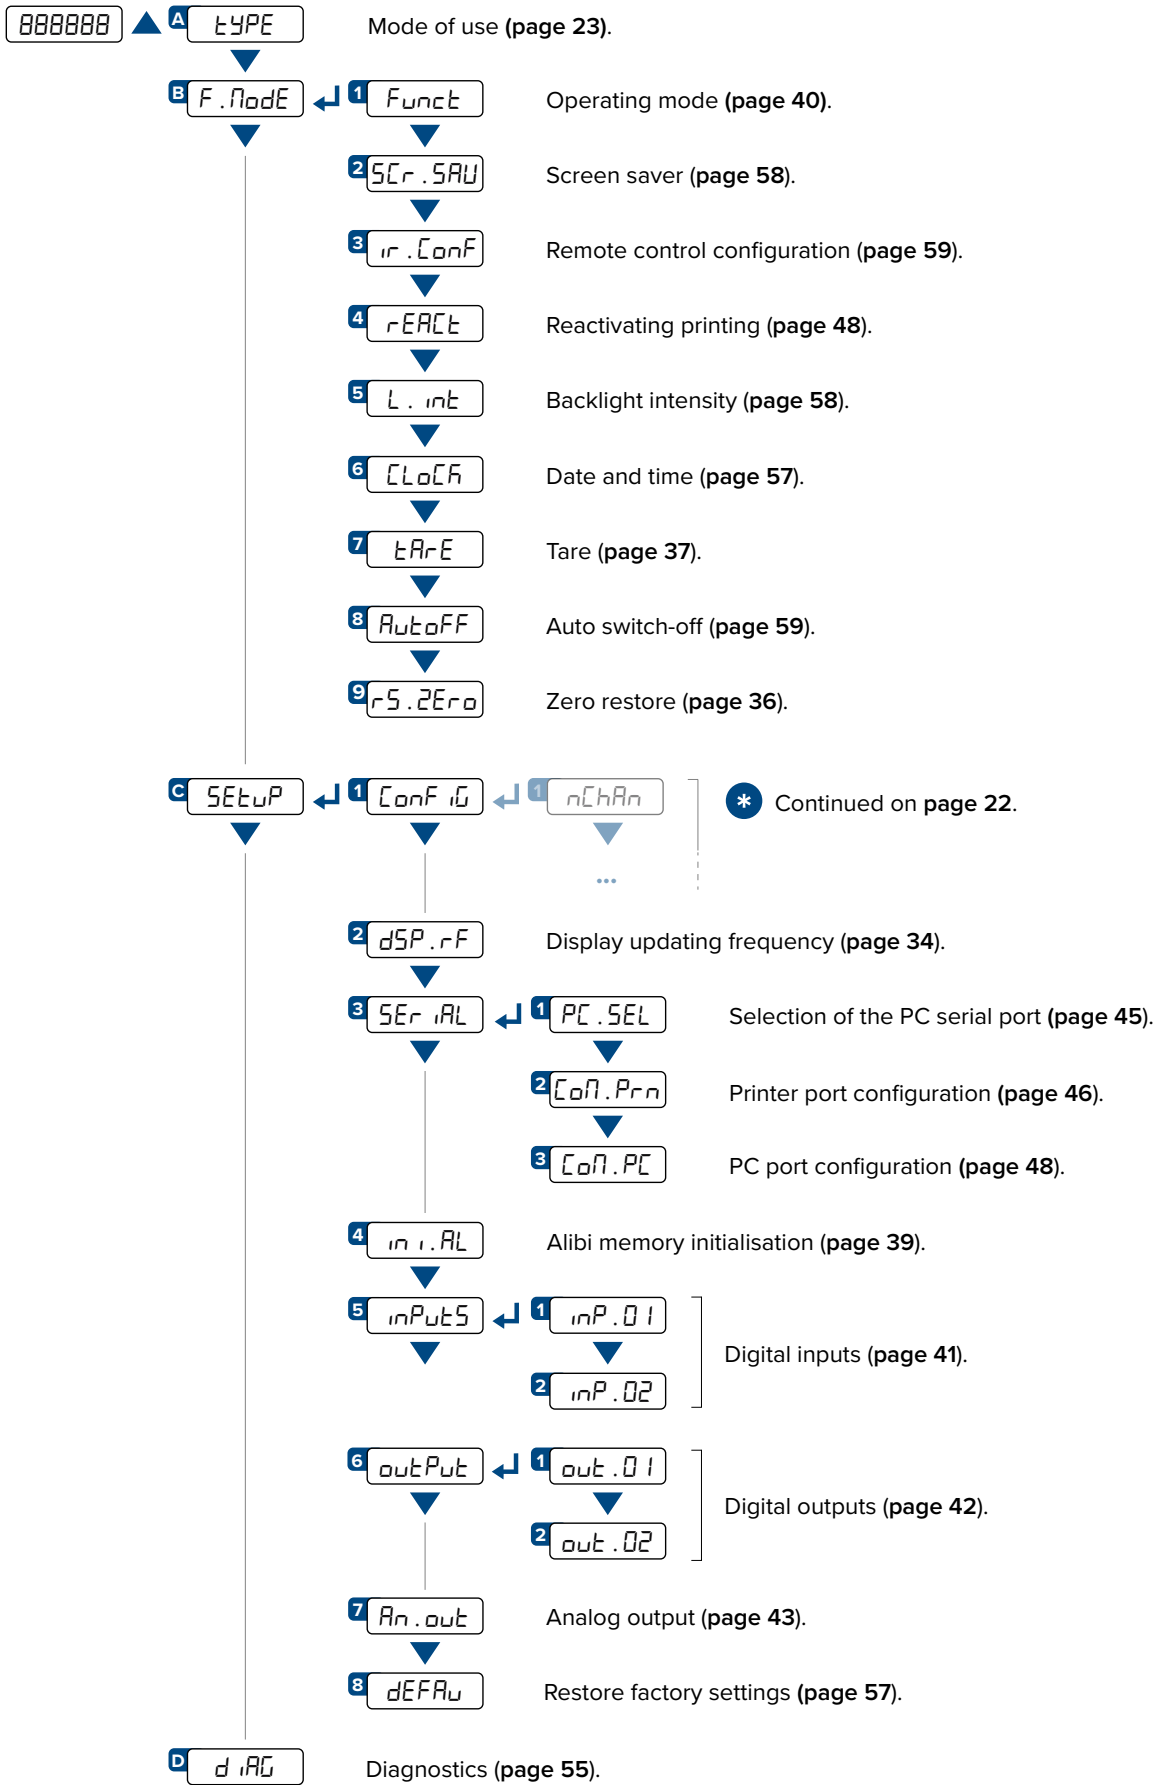 888888 A tYPE Mode of use (page 23).
B F.ModE 1 Funct Operating mode (page 40).
2 SCr.SAU Screen saver (page 58).
3 ir.ConF Remote control configuration (page 59).
4 rEACt Reactivating printing (page 48).
5 L.int Backlight intensity (page 58).
6 CLoCK Date and time (page 57).
7 tArE Tare (page 37).
8 AutoFF Auto switch-off (page 59).
9 rS.ZEro Zero restore (page 36).
C SEtuP 1 ConFiG 1 nChAn * Continued on page 22.
...
2 dSP.rF Display updating frequency (page 34).
3 SEriAL 1 PC.SEL Selection of the PC serial port (page 45).
2 CoM.Prn Printer port configuration (page 46).
3 CoM.PC PC port configuration (page 48).
4 ini.AL Alibi memory initialisation (page 39).
5 inPutS 1 inP.01
Digital inputs (page 41).
2 inP.02
6 outPut 1 out.01
Digital outputs (page 42).
2 out.02
7 An.out Analog output (page 43).
8 dEFAu Restore factory settings (page 57).
D diAG Diagnostics (page 55).